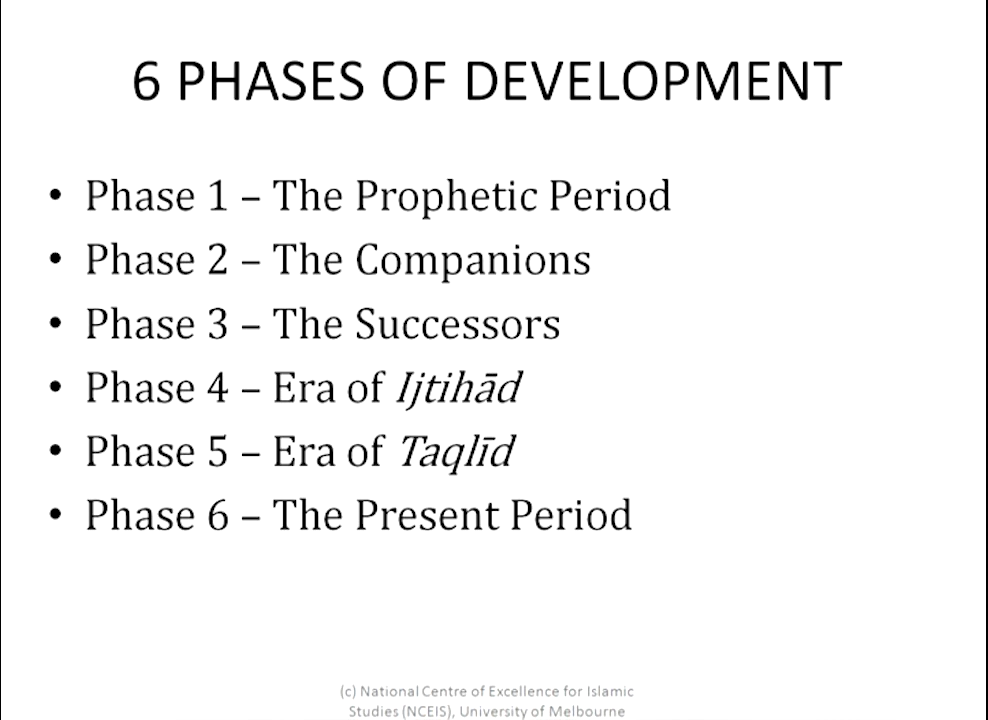 6 PHASES OF DEVELOPMENT
• Phase 1 – The Prophetic Period
• Phase 2 – The Companions
• Phase 3 – The Successors
• Phase 4 – Era of Ijtihād
• Phase 5 – Era of Taqlīd
• Phase 6 – The Present Period
(c) National Centre of Excellence for Islamic
Studies (NCEIS), University of Melbourne